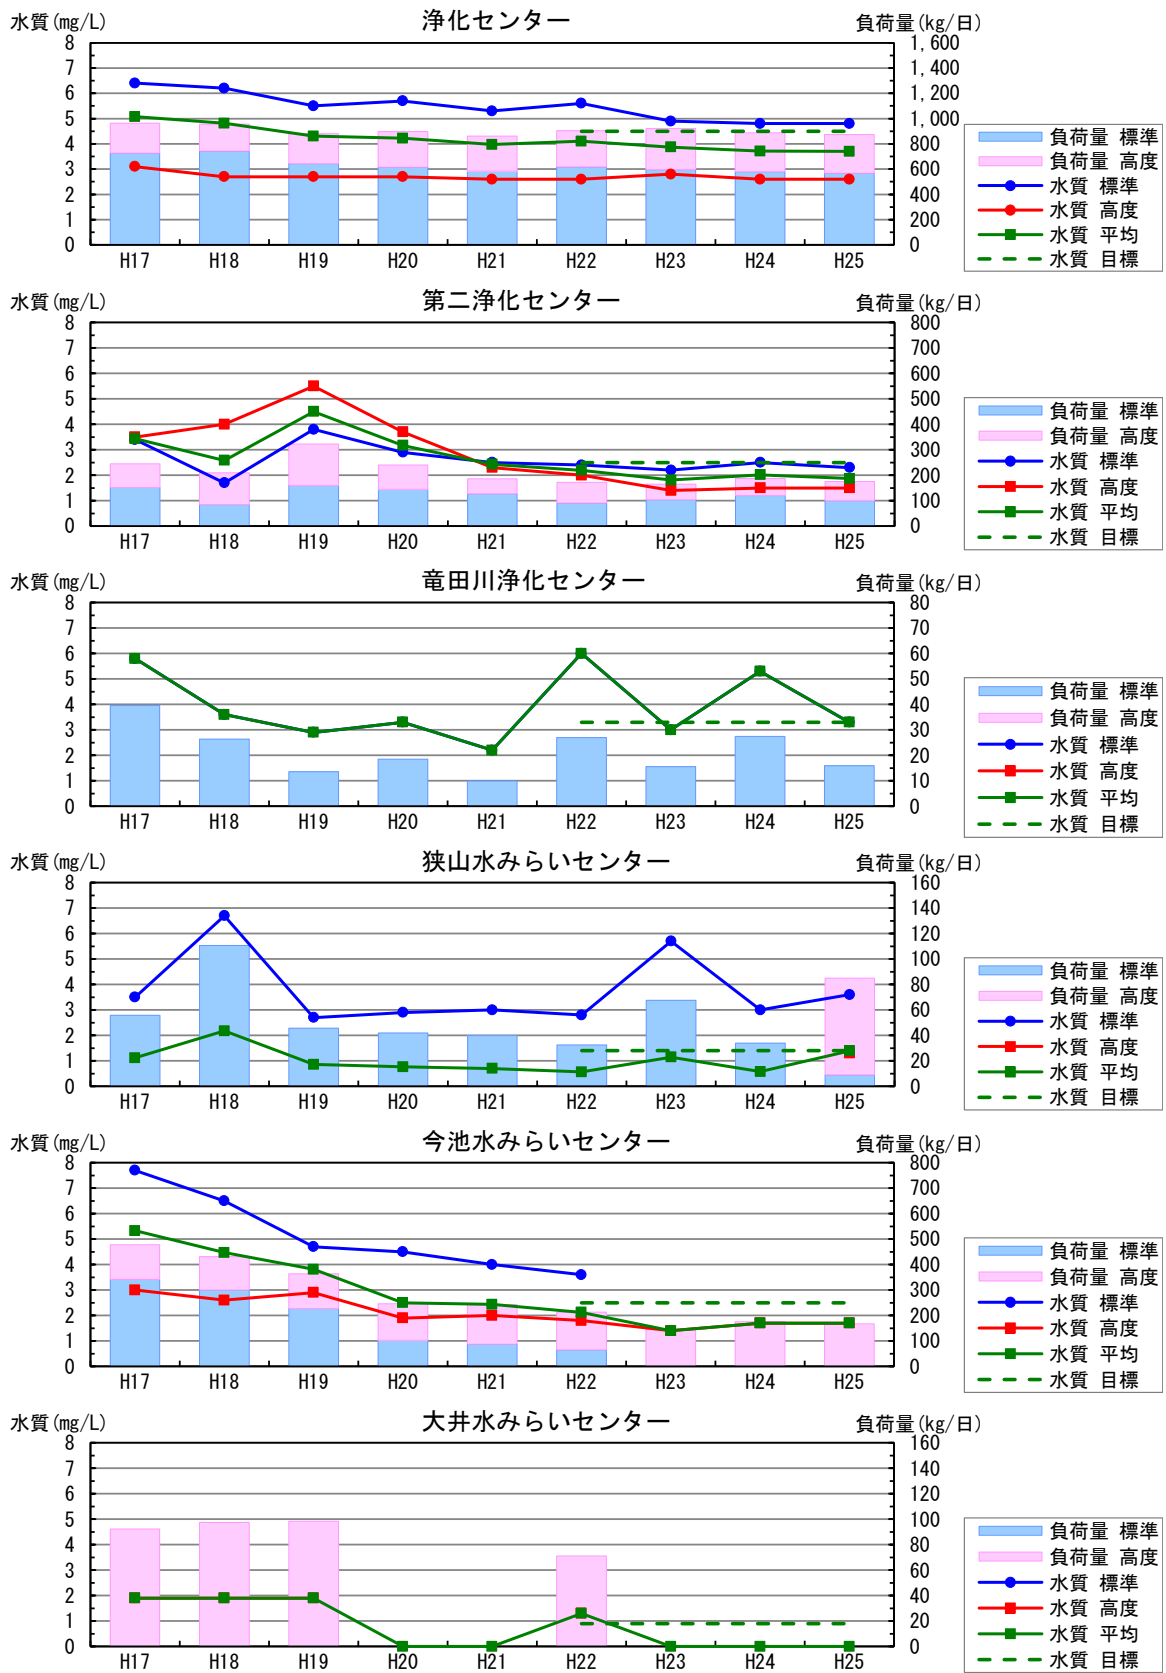 水質(mg/L) 浄化センター 負荷量(kg/日)
8 1,600
7 1,400
6 1,200
5 1,000
4 800
3 600
2 400
1 200
0 0
H17 H18 H19 H20 H21 H22 H23 H24 H25
負荷量 標準
負荷量 高度
水質 標準
水質 高度
水質 平均
水質 目標
水質(mg/L) 第二浄化センター 負荷量(kg/日)
8 800
7 700
6 600
5 500
4 400
3 300
2 200
1 100
0 0
H17 H18 H19 H20 H21 H22 H23 H24 H25
負荷量 標準
負荷量 高度
水質 標準
水質 高度
水質 平均
水質 目標
水質(mg/L) 竜田川浄化センター 負荷量(kg/日)
8 80
7 70
6 60
5 50
4 40
3 30
2 20
1 10
0 0
H17 H18 H19 H20 H21 H22 H23 H24 H25
負荷量 標準
負荷量 高度
水質 標準
水質 高度
水質 平均
水質 目標
水質(mg/L) 狭山水みらいセンター 負荷量(kg/日)
8 160
7 140
6 120
5 100
4 80
3 60
2 40
1 20
0 0
H17 H18 H19 H20 H21 H22 H23 H24 H25
負荷量 標準
負荷量 高度
水質 標準
水質 高度
水質 平均
水質 目標
水質(mg/L) 今池水みらいセンター 負荷量(kg/日)
8 800
7 700
6 600
5 500
4 400
3 300
2 200
1 100
0 0
H17 H18 H19 H20 H21 H22 H23 H24 H25
負荷量 標準
負荷量 高度
水質 標準
水質 高度
水質 平均
水質 目標
水質(mg/L) 大井水みらいセンター 負荷量(kg/日)
8 160
7 140
6 120
5 100
4 80
3 60
2 40
1 20
0 0
H17 H18 H19 H20 H21 H22 H23 H24 H25
負荷量 標準
負荷量 高度
水質 標準
水質 高度
水質 平均
水質 目標